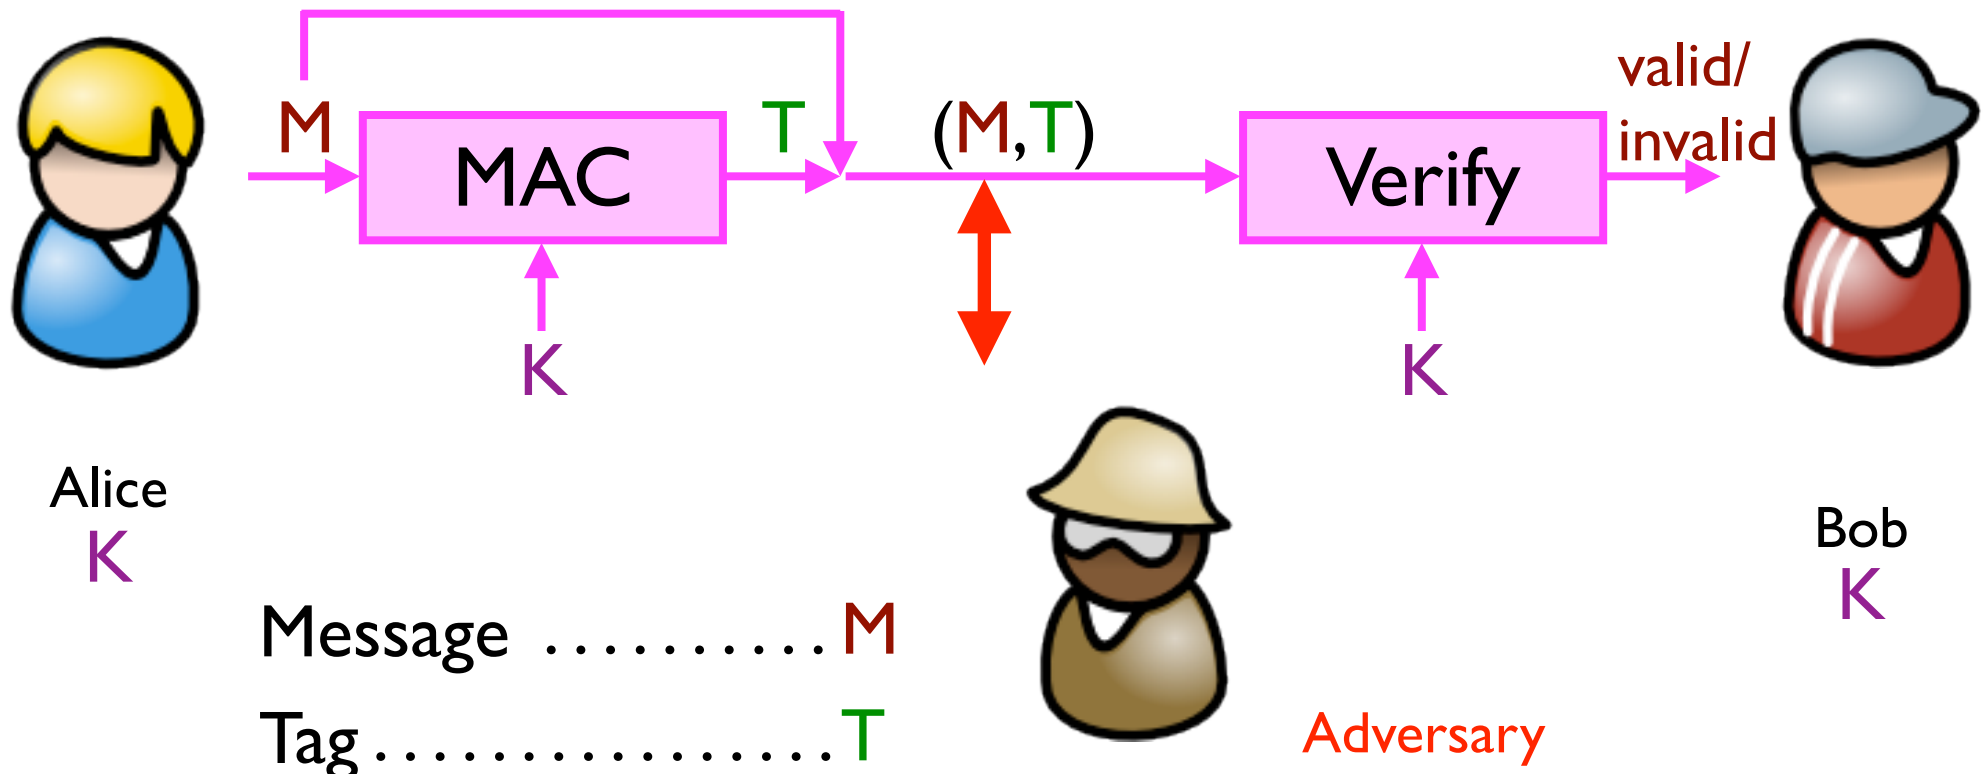 M
MAC
T
(M,T)
Verify
valid/
invalid
K
K
Alice
K
Bob
K
Message .......... M
Tag ................ T
Adversary